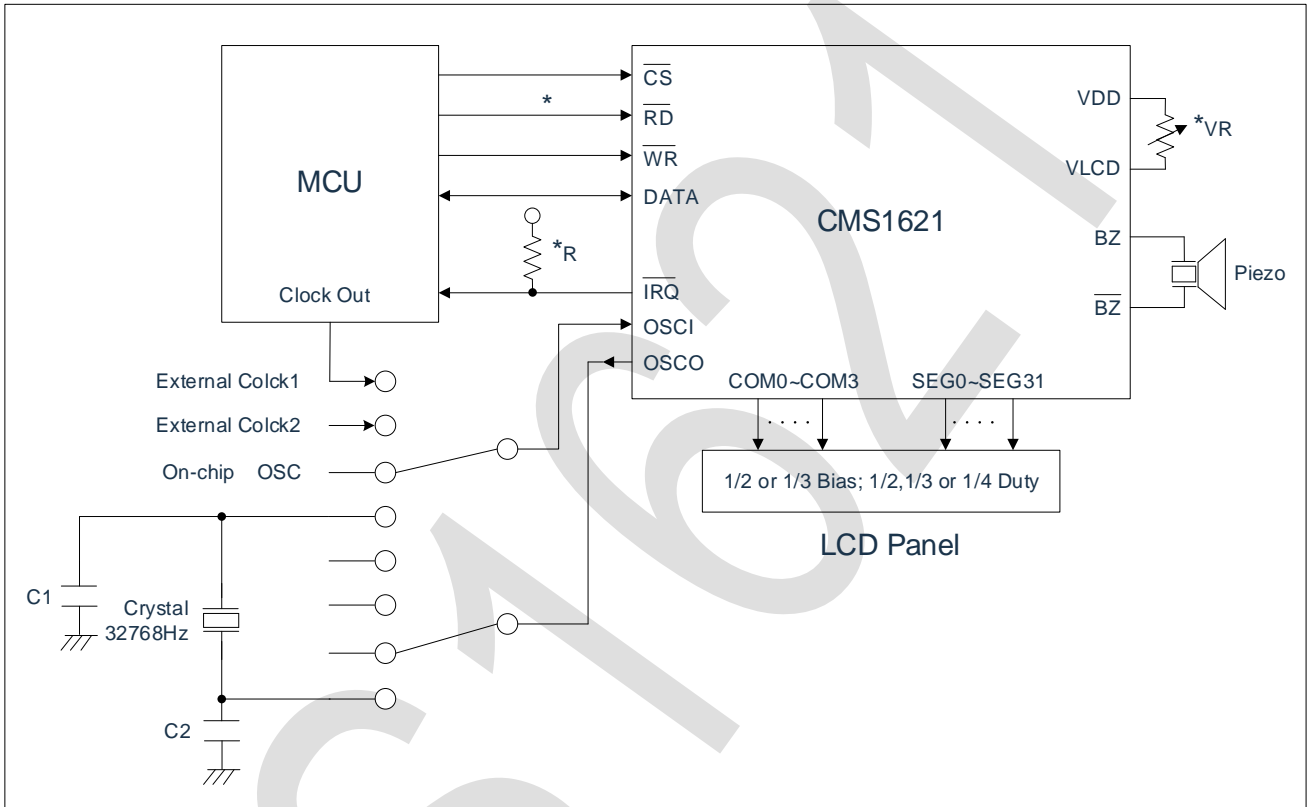 MCU
Clock Out
*
*R
CS
RD
WR
DATA
IRQ
OSCI
OSCO
CMS1621
VDD
VLCD
BZ
BZ
*VR
Piezo
COM0~COM3
SEG0~SEG31
. . . .
. . . .
1/2 or 1/3 Bias; 1/2,1/3 or 1/4 Duty
LCD Panel
External Colck1
External Colck2
On-chip OSC
C1
Crystal
32768Hz
C2